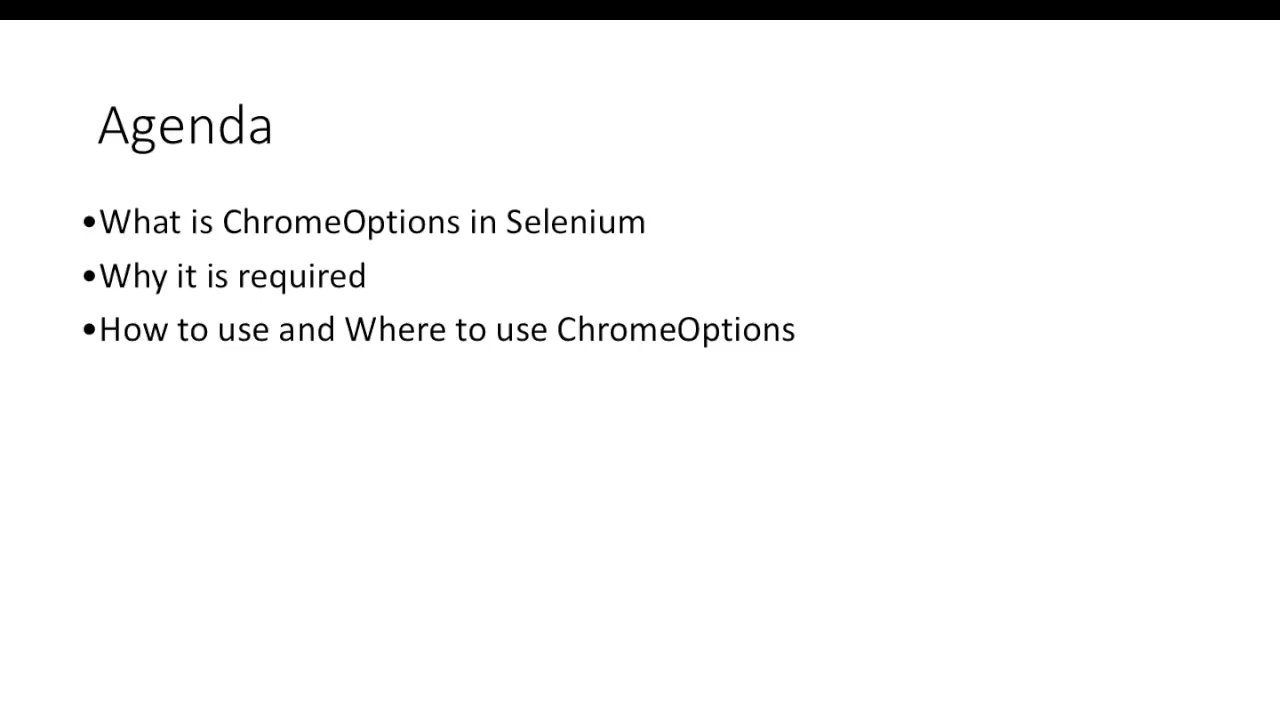 Agenda
•What is ChromeOptions in Selenium
•Why it is required
•How to use and Where to use ChromeOptions